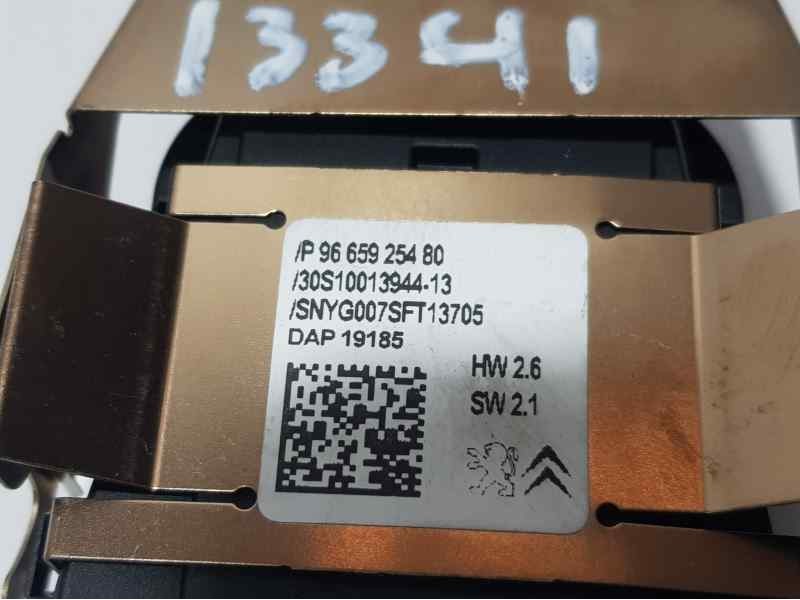 13341
/P 96 659 254 80
/30S10013944-13
/SNYG007SFT13705
DAP 19185
HW 2.6
SW 2.1